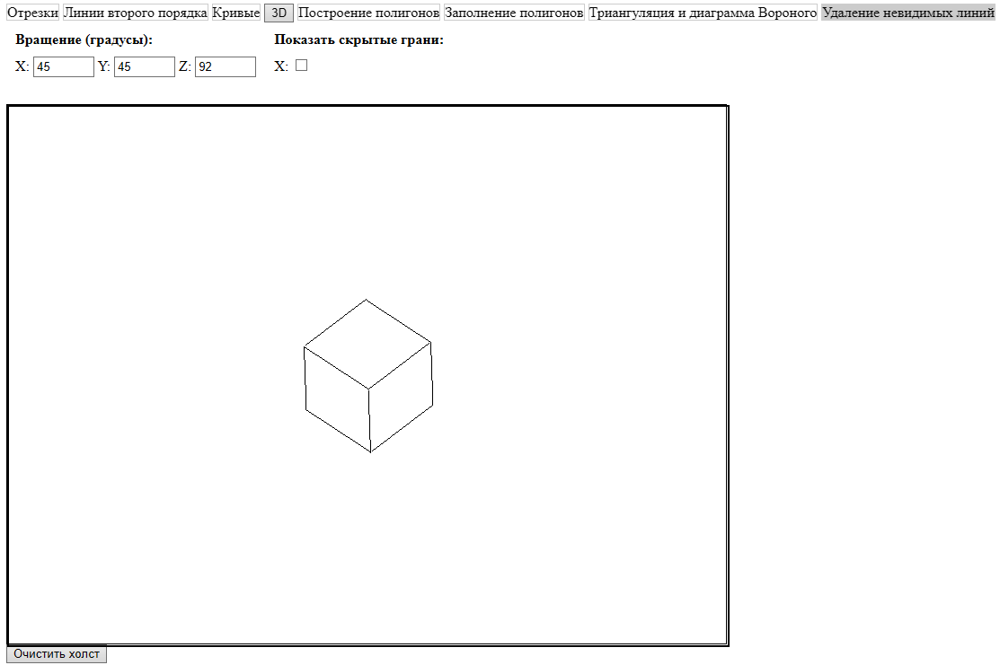 Отрезки Линии второго порядка Кривые 3D Построение полигонов Заполнение полигонов Триангуляция и диаграмма Вороного Удаление невидимых линий
Вращение (градусы): Показать скрытые грани:
X: 45 Y: 45 Z: 92 X:
Очистить холст